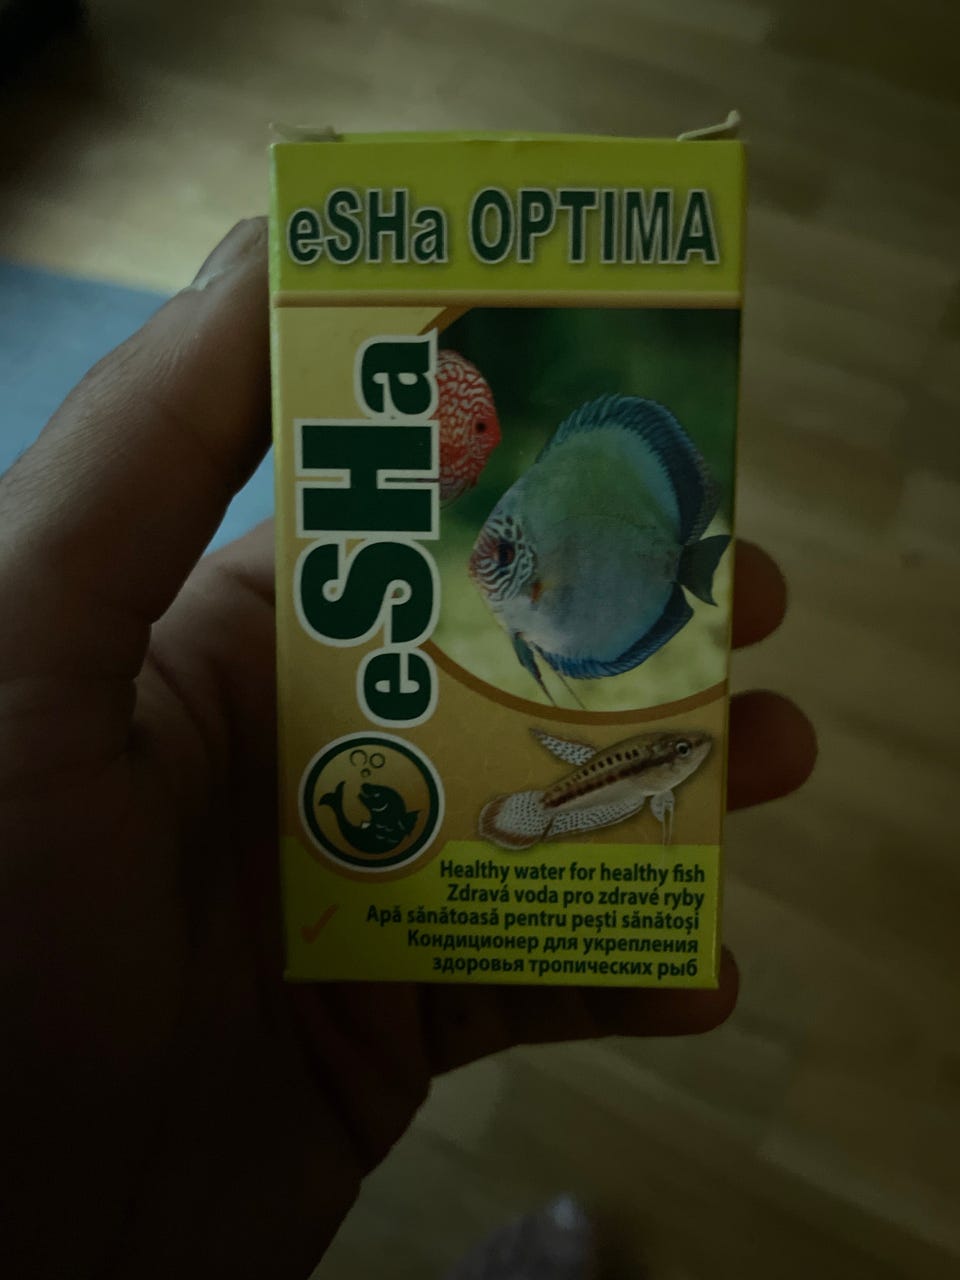 eSHa OPTIMA
eSHa
Healthy water for healthy fish
Zdravá voda pro zdravé ryby
Apă sănătoasă pentru pești sănătoși
Кондиционер для укрепления
здоровья тропических рыб